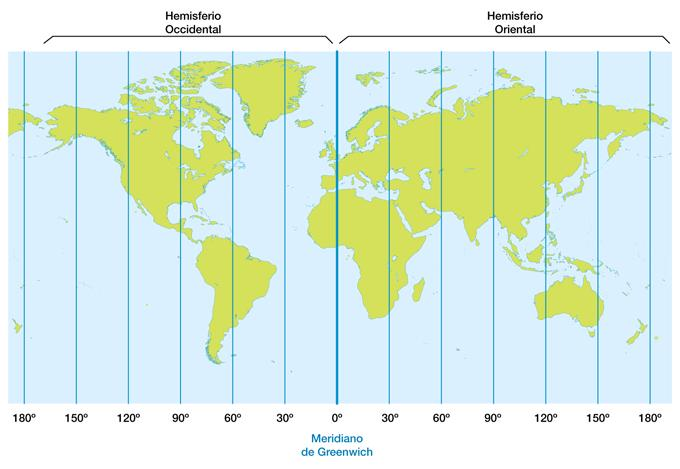 Hemisferio
Occidental
Hemisferio
Oriental
180º 150º 120º 90º 60º 30º 0º 30º 60º 90º 120º 150º 180º
Meridiano
de Greenwich